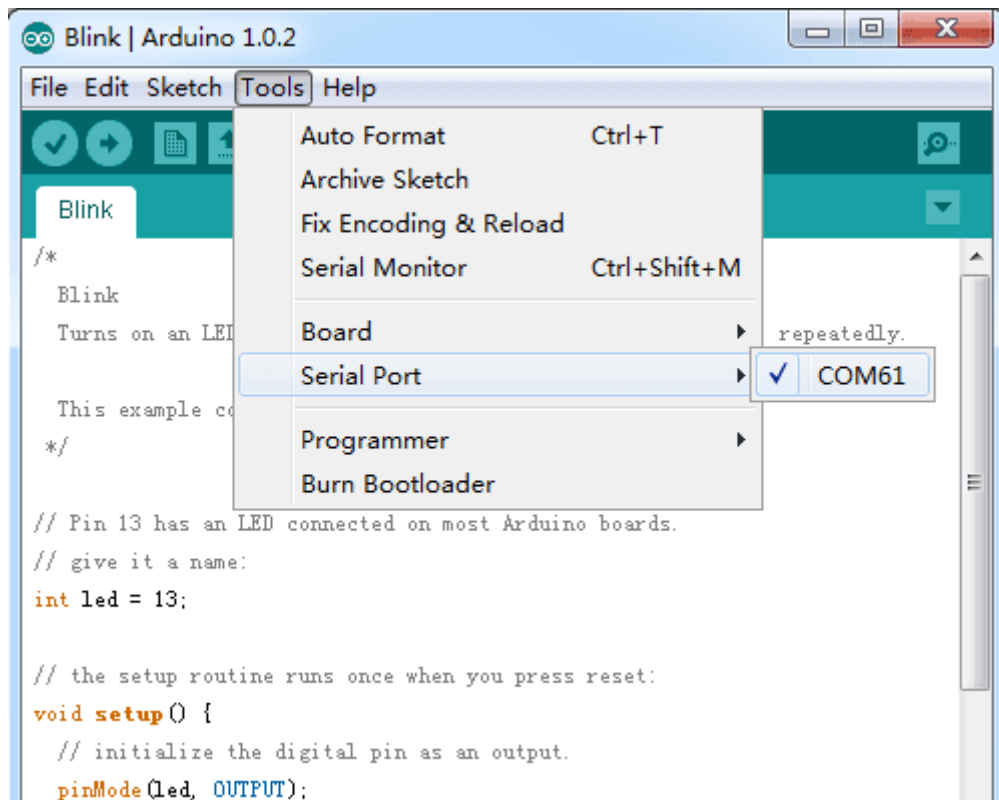 Blink | Arduino 1.0.2
File Edit Sketch Tools Help
Auto Format Ctrl+T
Archive Sketch
Fix Encoding & Reload
Serial Monitor Ctrl+Shift+M
Board
Serial Port
COM61
Programmer
Burn Bootloader
Blink
/*
Blink
Turns on an repeatedly.
This example
*/
// Pin 13 has an LED connected on most Arduino boards.
// give it a name:
int led = 13;
// the setup routine runs once when you press reset:
void setup() {
// initialize the digital pin as an output.
pinMode(led, OUTPUT);